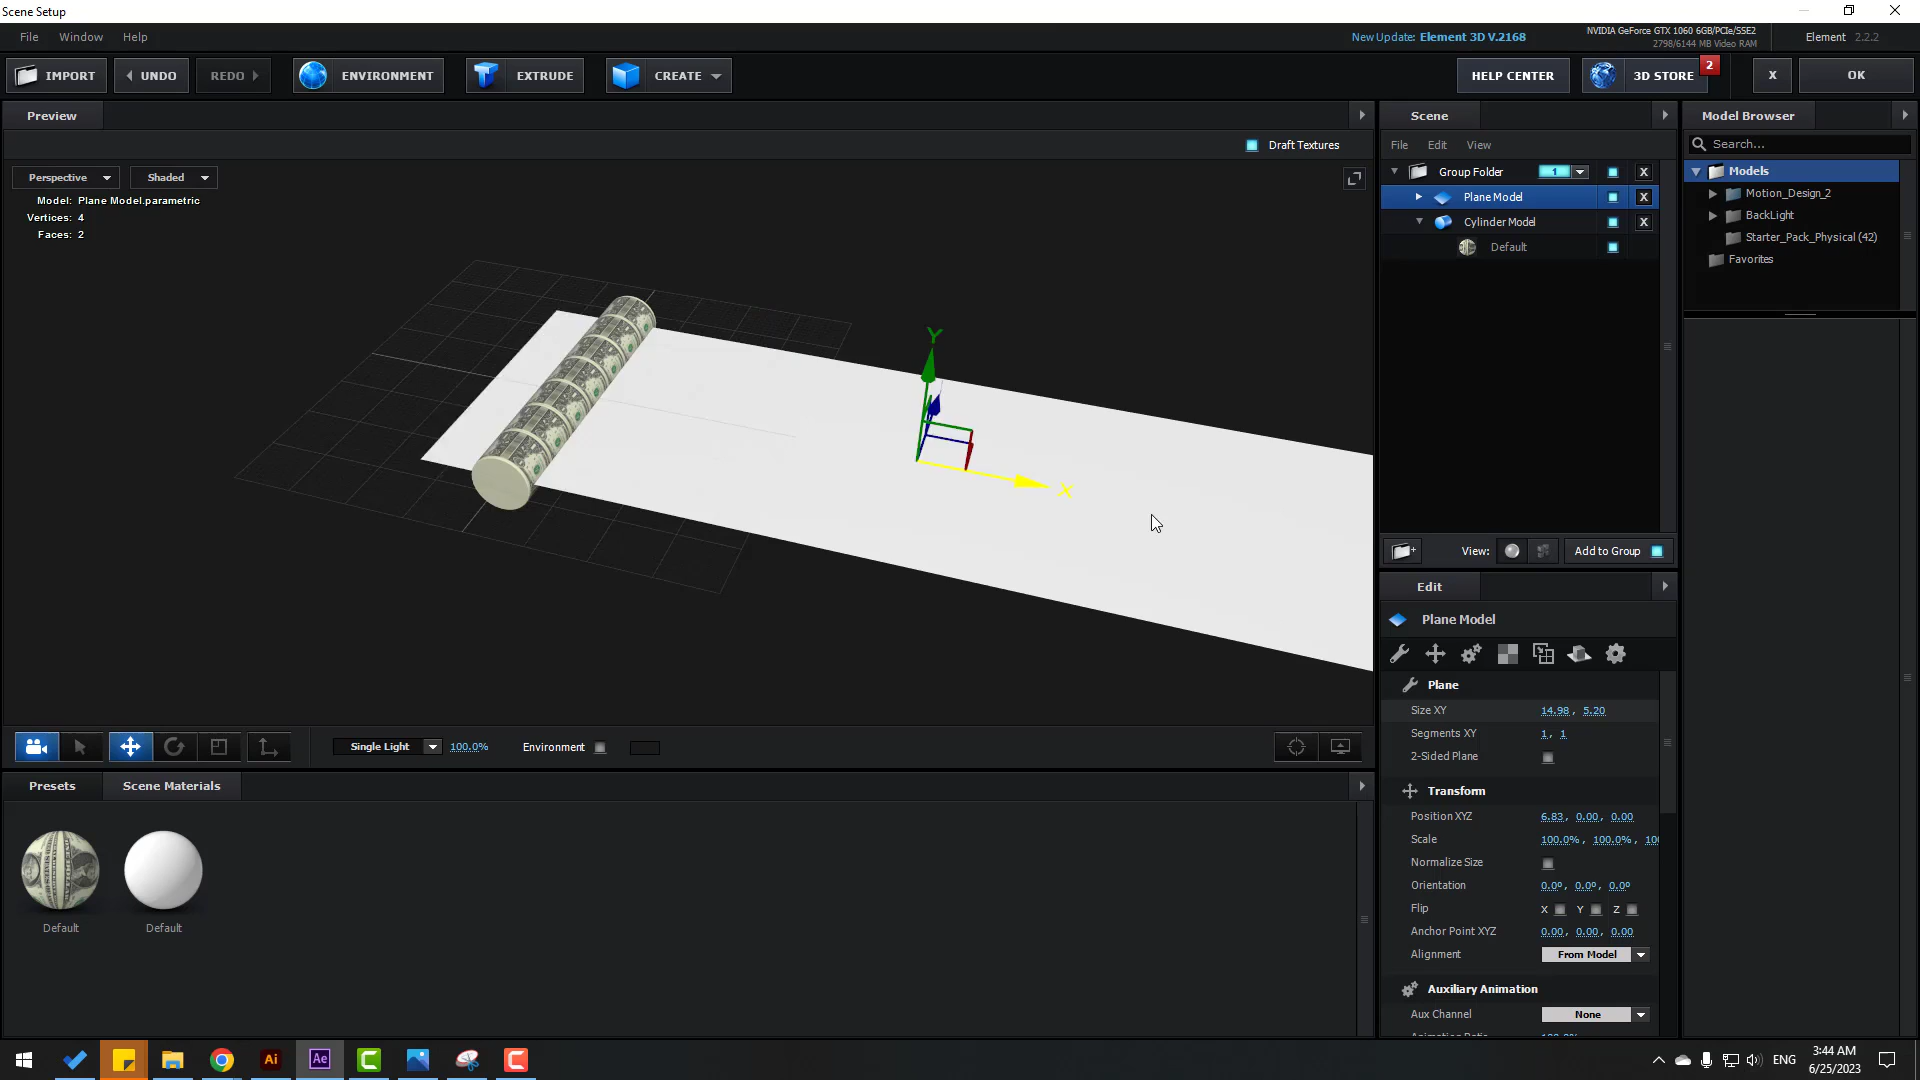 Scene Setup
File Window Help
New Update: Element 3D V.2168
NVIDIA GeForce GTX 1060 6GB/PCIe/SSE2
2798/6144 MB Video RAM
Element 2.2.2
IMPORT UNDO REDO ENVIRONMENT EXTRUDE CREATE HELP CENTER 3D STORE 2 X OK
Preview
Draft Textures
Perspective Shaded
Model: Plane Model.parametric
Vertices: 4
Faces: 2
Y
X
Single Light 100.0% Environment
Presets Scene Materials
Default Default
Scene
File Edit View
Group Folder 1 X
Plane Model X
Cylinder Model X
Default
View: Add to Group
Edit
Plane Model
Plane
Size XY 14.98, 5.20
Segments XY 1, 1
2-Sided Plane
Transform
Position XYZ 6.83, 0.00, 0.00
Scale 100.0%, 100.0%, 100
Normalize Size
Orientation 0.0°, 0.0°, 0.0°
Flip X Y Z
Anchor Point XYZ 0.00, 0.00, 0.00
Alignment From Model
Auxiliary Animation
Aux Channel None
Model Browser
Search...
Models
Motion_Design_2
BackLight
Starter_Pack_Physical (42)
Favorites
Ai Ae
ENG
3:44 AM
6/25/2023